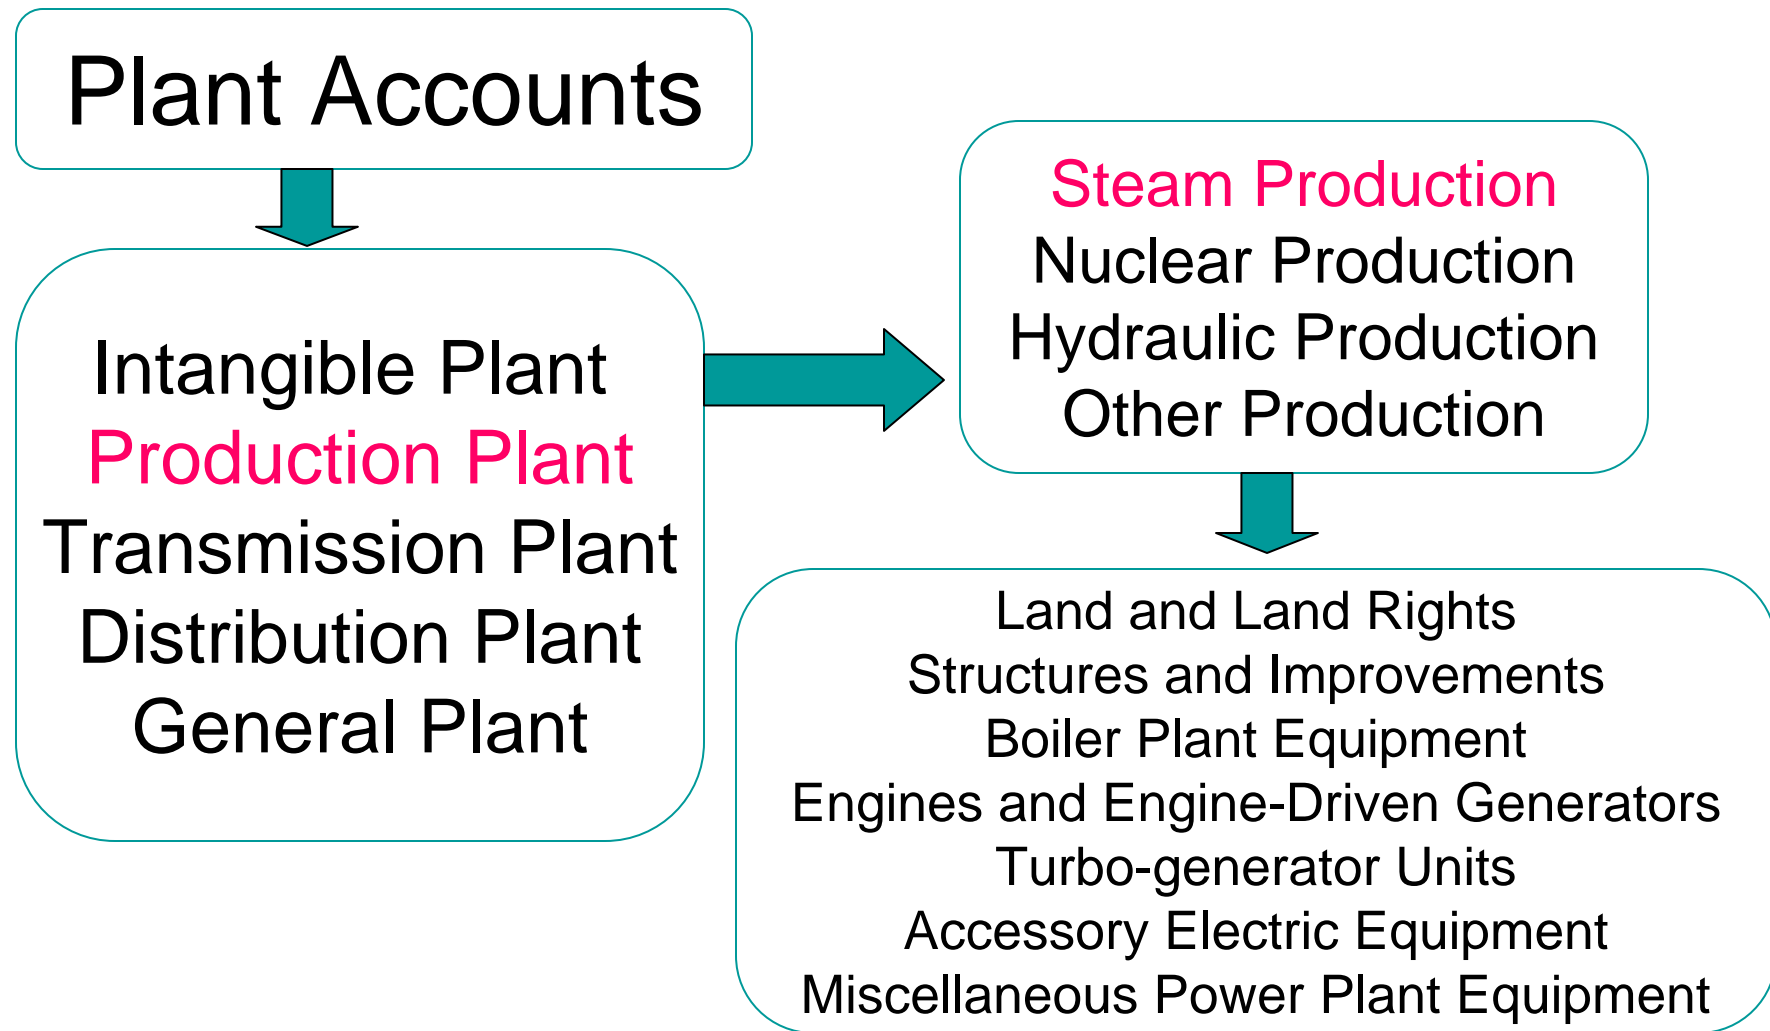 Plant Accounts
Intangible Plant
Production Plant
Transmission Plant
Distribution Plant
General Plant
Steam Production
Nuclear Production
Hydraulic Production
Other Production
Land and Land Rights
Structures and Improvements
Boiler Plant Equipment
Engines and Engine-Driven Generators
Turbo-generator Units
Accessory Electric Equipment
Miscellaneous Power Plant Equipment